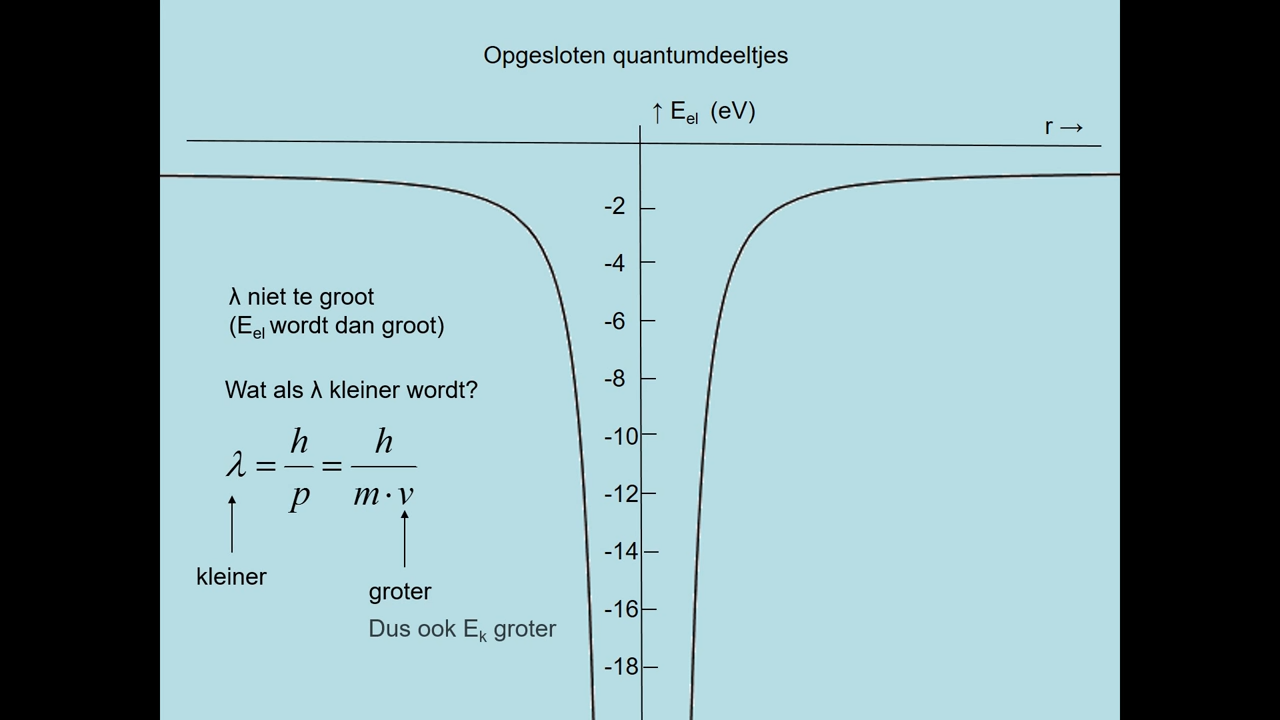 Opgesloten quantumdeeltjes
↑ Eel (eV)
r →
-2
-4
-6
-8
-10
-12
-14
-16
-18
λ niet te groot
(Eel wordt dan groot)
Wat als λ kleiner wordt?
λ = h/p = h/(m · v)
kleiner
groter
Dus ook Ek groter